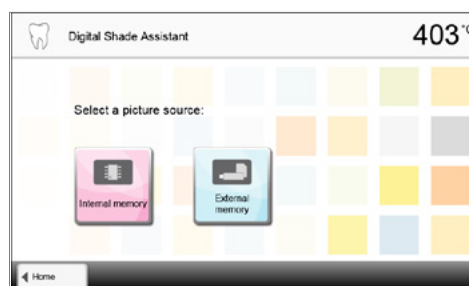 Digital Shade Assistant
403°C
Select a picture source:
Internal memory
External
memory
Home